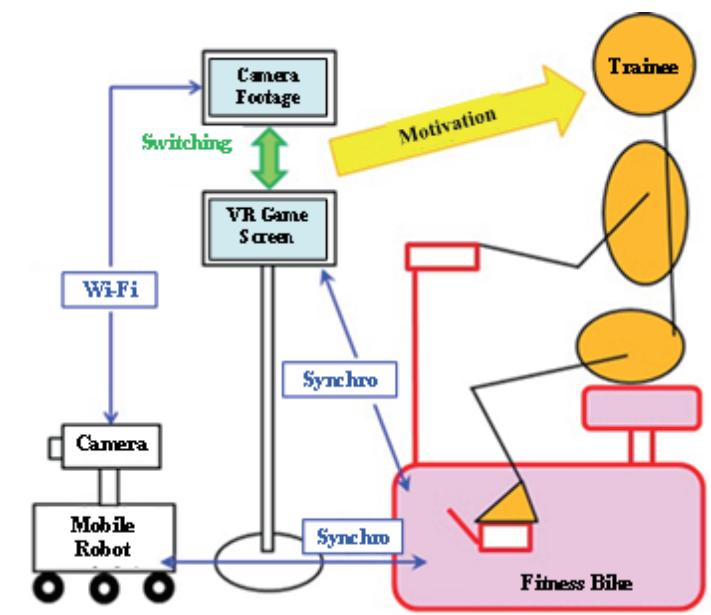 Camera
Footage
Trainee
Motivation
Switching
VR Game
Screen
Wi-Fi
Synchro
Camera
Mobile
Robot
Synchro
Fitness Bike